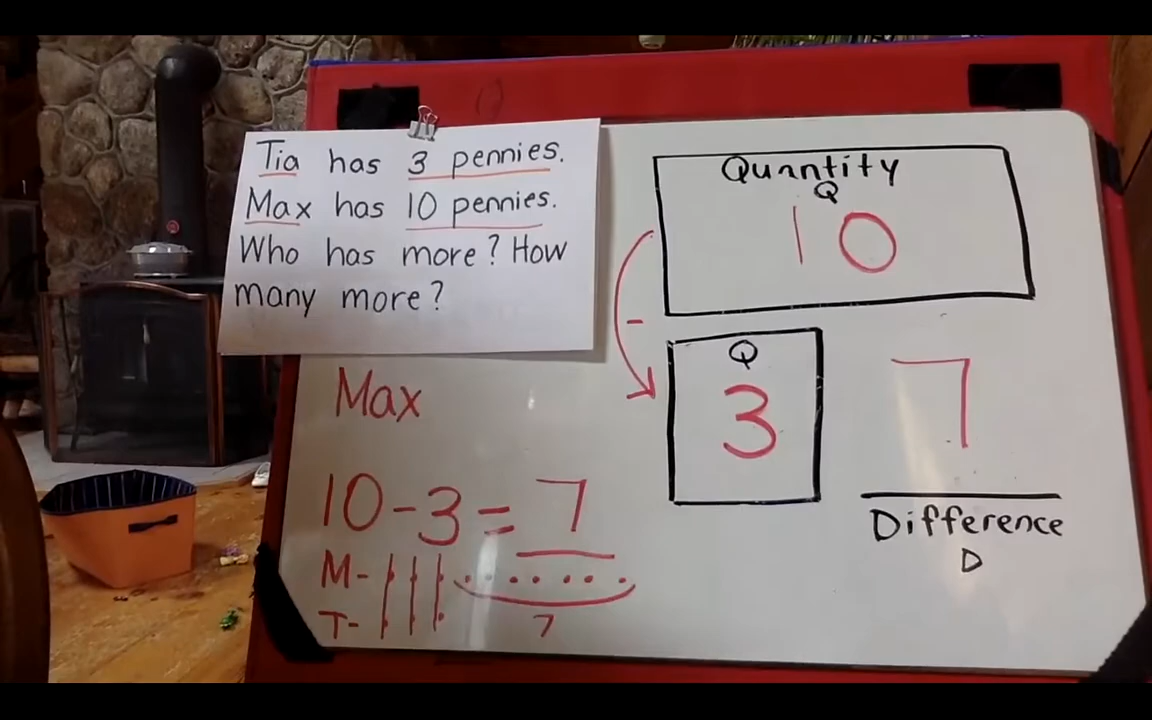 Tia has 3 pennies.
Max has 10 pennies.
Who has more? How
many more?
Quantity
Q
10
-
Q
3
7
Difference
D
Max
10-3=7
M-
T-
7